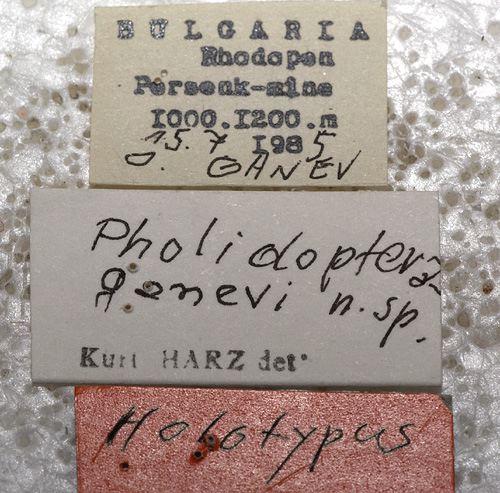 BULGARIA
Rhodopen
Persenk-mine
1000.1200.m
15.7 1985
O. GANEV
Pholidoptera
ganevi n.sp.
Kurt HARZ det.
Holotypus